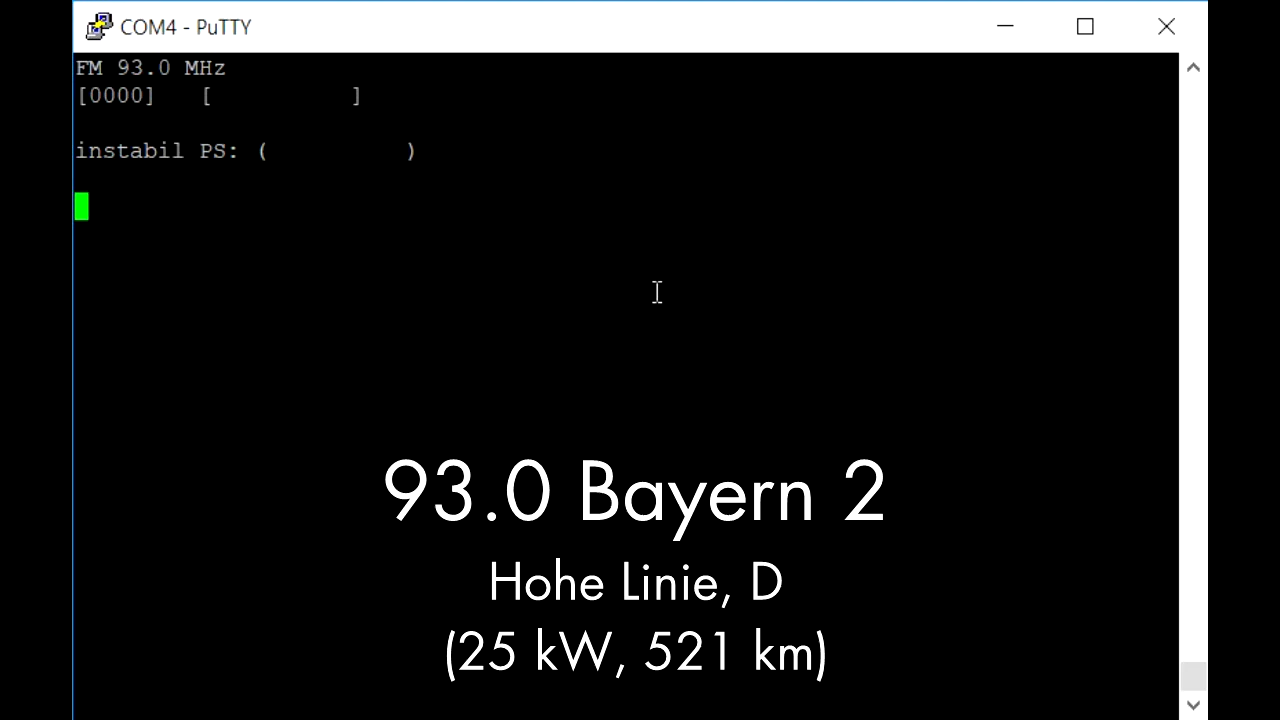 COM4 - PuTTY
FM 93.0 MHz
[0000] [ ]
instabil PS: ( )
93.0 Bayern 2
Hohe Linie, D
(25 kW, 521 km)